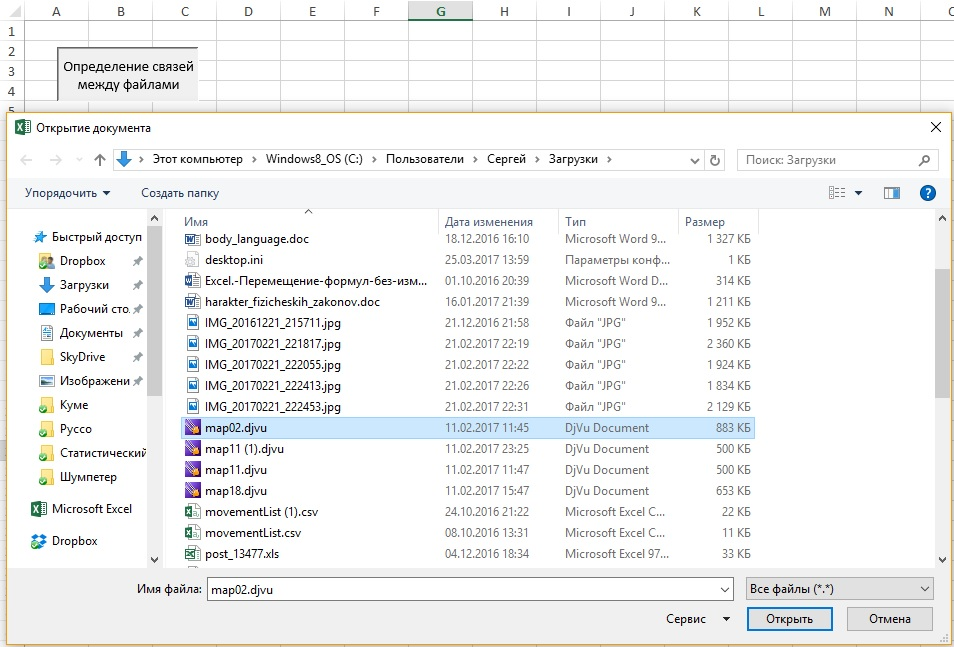 A B C D E F G H I J K L M N
1
2
3
4
5
Определение связей
между файлами
Открытие документа
Этот компьютер Windows8_OS (C:) Пользователи Сергей Загрузки
Поиск: Загрузки
Упорядочить Создать папку
Быстрый доступ
Dropbox
Загрузки
Рабочий сто.
Документы
SkyDrive
Изображени
Куме
Руссо
Статистический
Шумпетер
Microsoft Excel
Dropbox
Имя Дата изменения Тип Размер
body_language.doc 18.12.2016 16:10 Microsoft Word 9... 1 327 КБ
desktop.ini 25.03.2017 13:59 Параметры конф... 1 КБ
Excel.-Перемещение-формул-без-изм... 01.10.2016 20:39 Microsoft Word D... 314 КБ
harakter_fizicheskih_zakonov.doc 16.01.2017 21:39 Microsoft Word 9... 1 211 КБ
IMG_20161221_215711.jpg 21.12.2016 21:58 Файл "JPG" 1 952 КБ
IMG_20170221_221817.jpg 21.02.2017 22:19 Файл "JPG" 2 360 КБ
IMG_20170221_222055.jpg 21.02.2017 22:22 Файл "JPG" 1 924 КБ
IMG_20170221_222413.jpg 21.02.2017 22:26 Файл "JPG" 1 834 КБ
IMG_20170221_222453.jpg 21.02.2017 22:31 Файл "JPG" 2 129 КБ
map02.djvu 11.02.2017 11:45 DjVu Document 883 КБ
map11 (1).djvu 11.02.2017 23:25 DjVu Document 500 КБ
map11.djvu 11.02.2017 11:47 DjVu Document 500 КБ
map18.djvu 11.02.2017 15:47 DjVu Document 653 КБ
movementList (1).csv 24.10.2016 21:22 Microsoft Excel C... 22 КБ
movementList.csv 08.10.2016 13:31 Microsoft Excel C... 11 КБ
post_13477.xls 04.12.2016 18:34 Microsoft Excel 97... 33 КБ
Имя файла: map02.djvu Все файлы (*.*)
Сервис Открыть Отмена